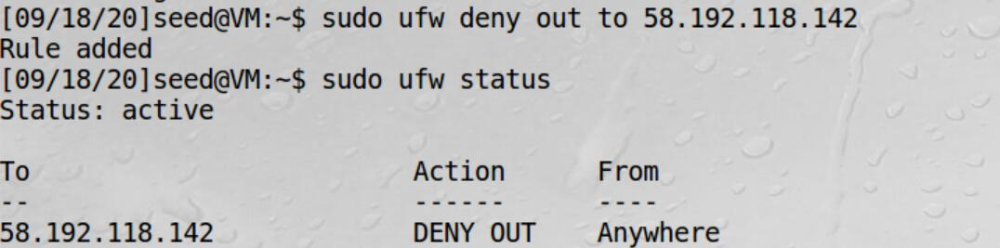 [09/18/20]seed@VM:~$ sudo ufw deny out to 58.192.118.142
Rule added
[09/18/20]seed@VM:~$ sudo ufw status
Status: active
To                         Action      From
--                         ------      ----
58.192.118.142             DENY OUT    Anywhere